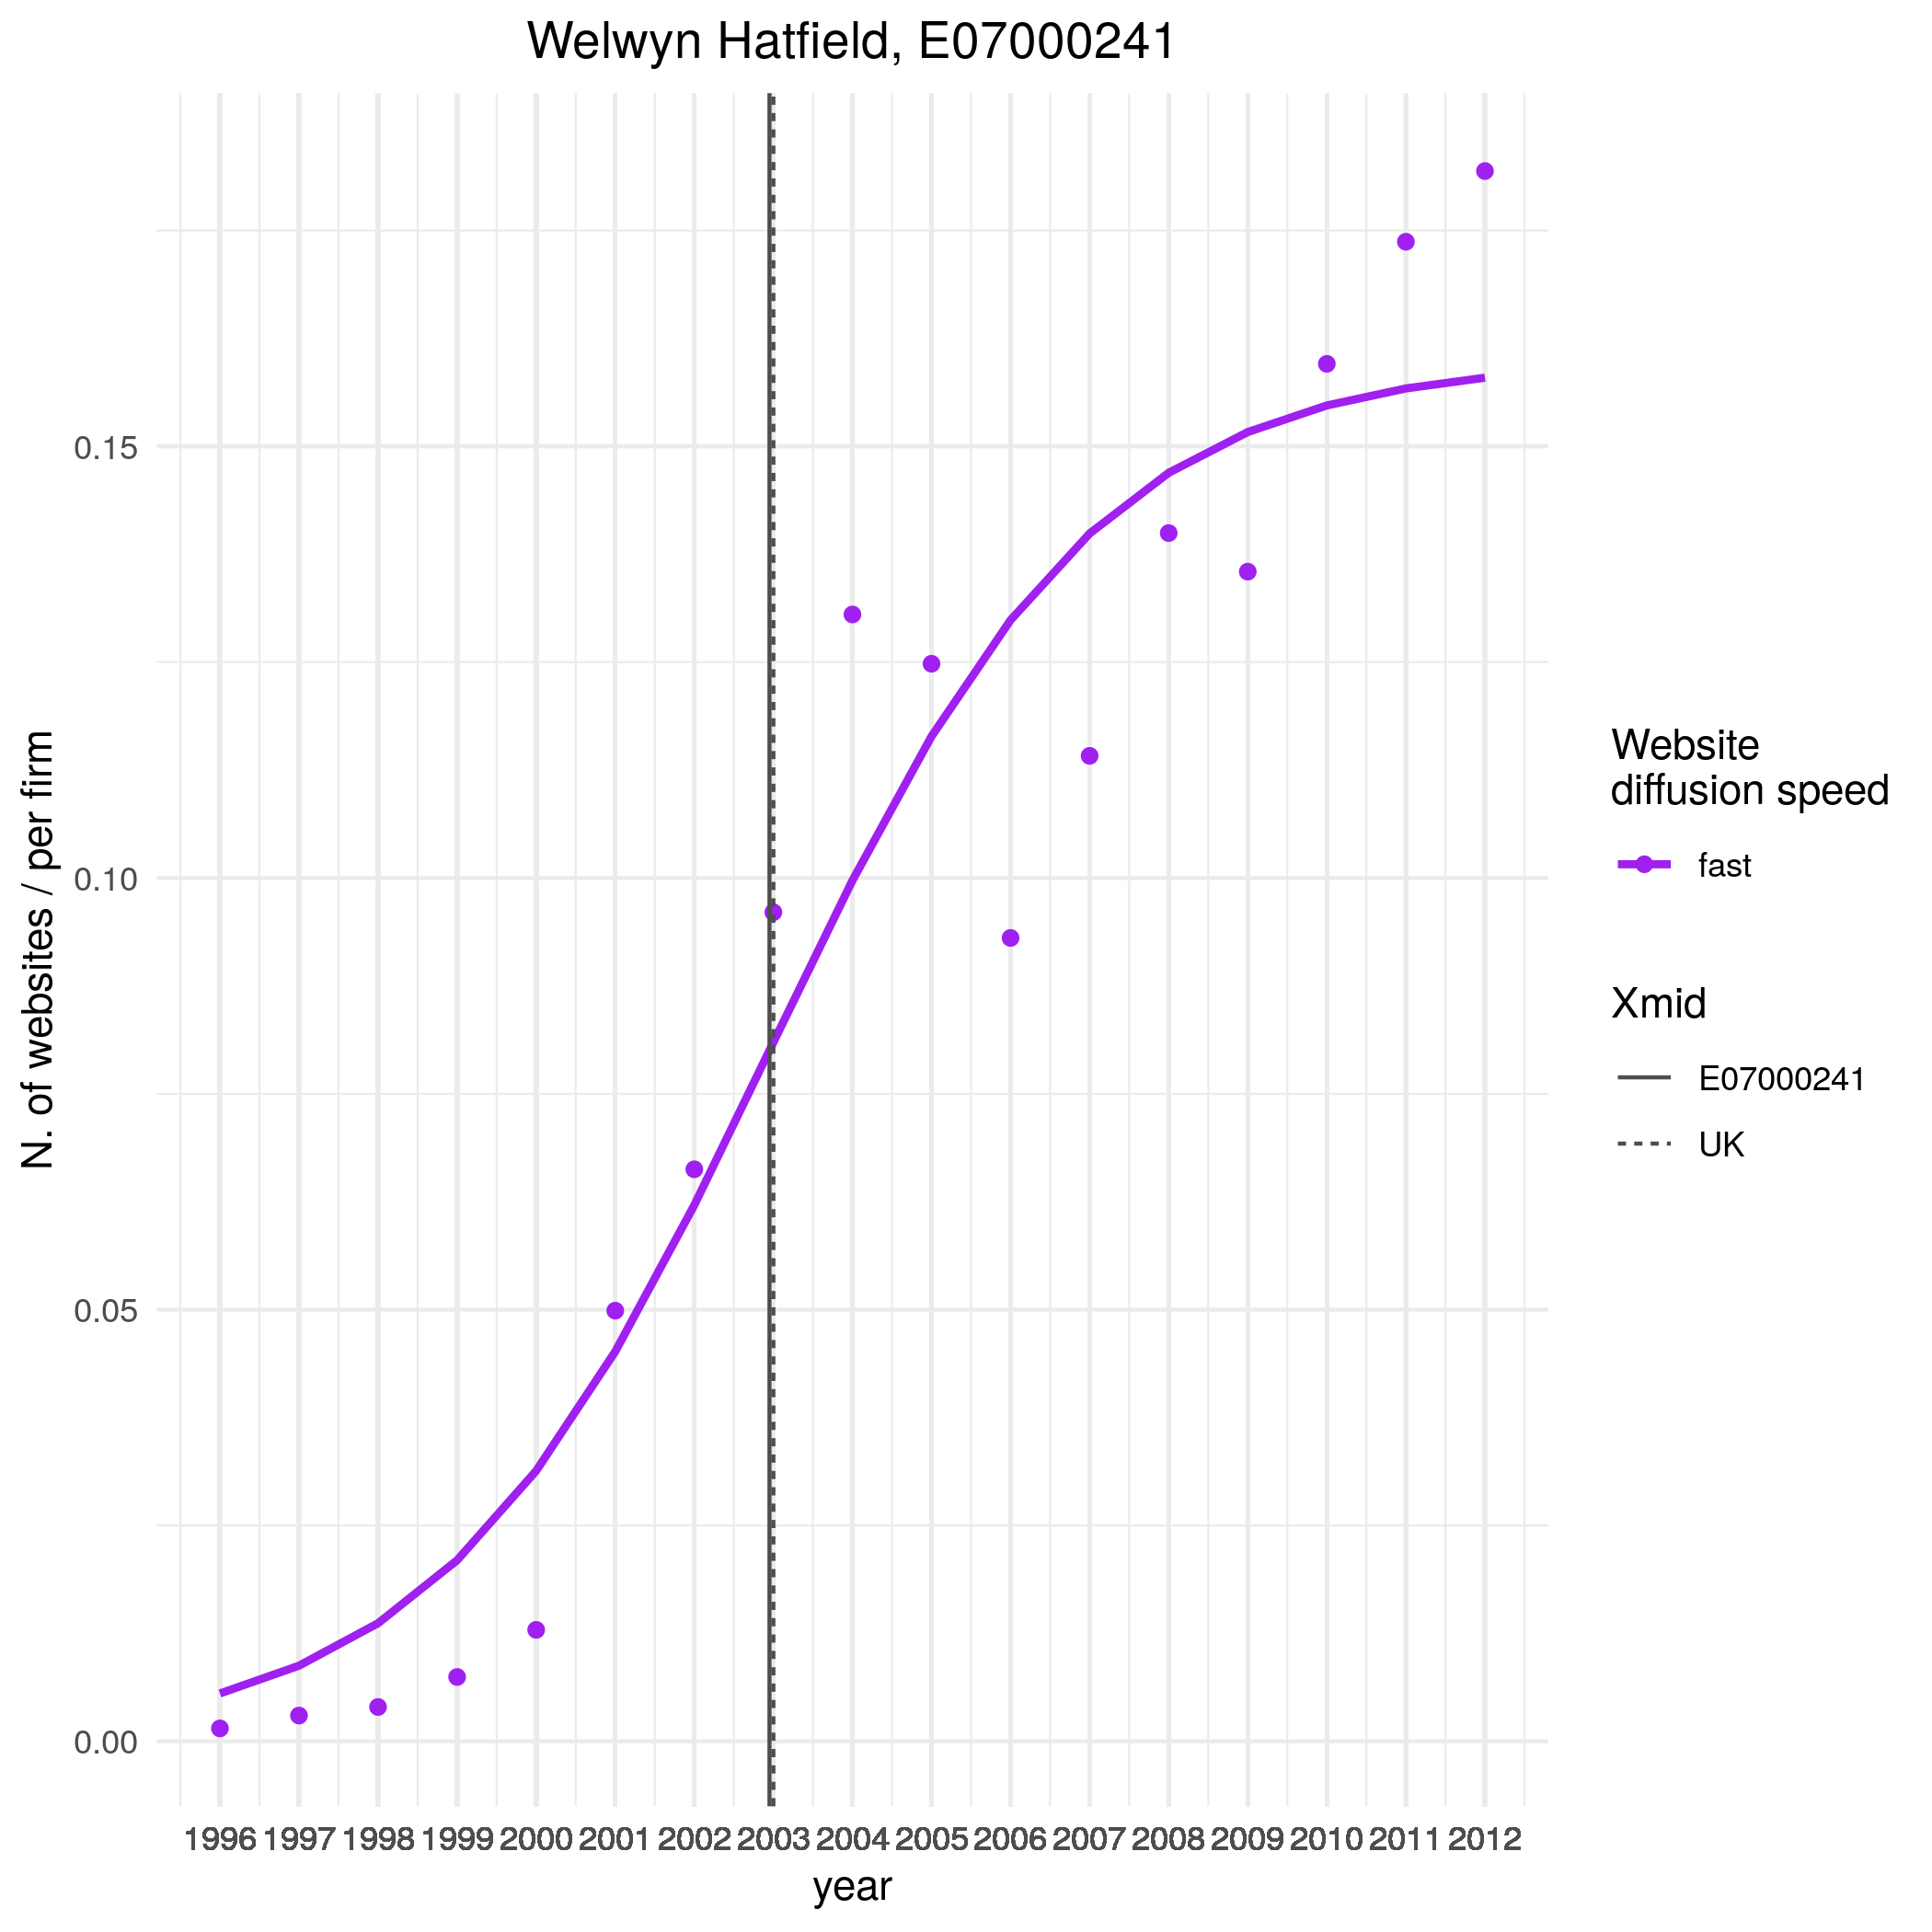 Welwyn Hatfield, E07000241
N. of websites / per firm
0.15
0.10
0.05
0.00
1996 1997 1998 1999 2000 2001 2002 2003 2004 2005 2006 2007 2008 2009 2010 2011 2012
year
Website
diffusion speed
fast
Xmid
E07000241
UK